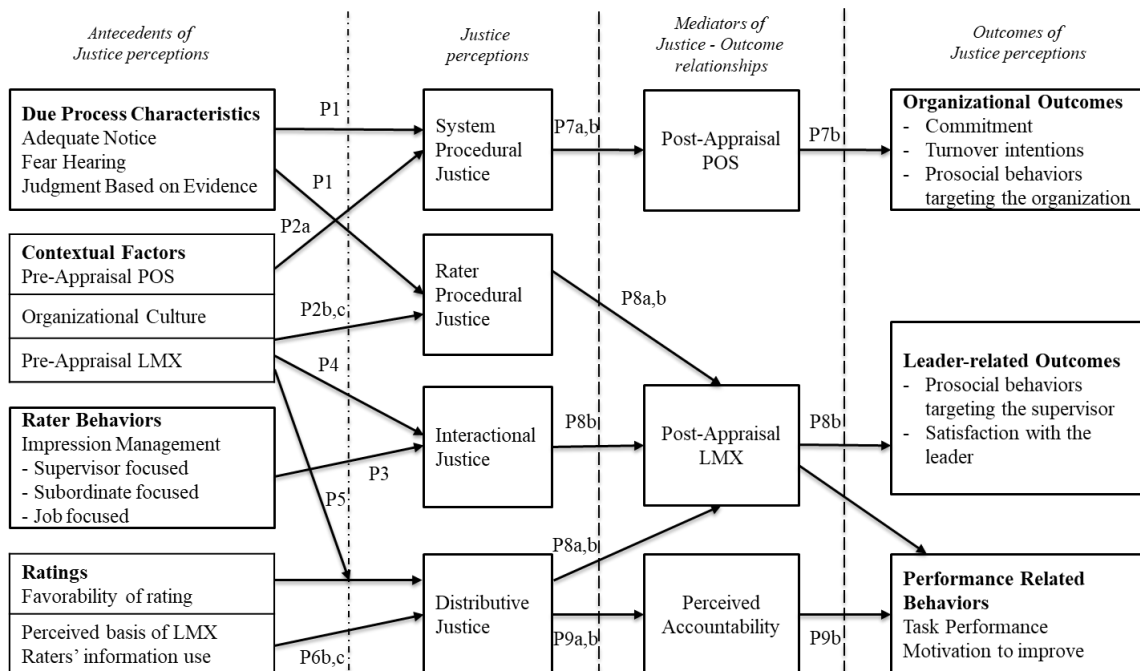 Antecedents of
Justice perceptions
Justice
perceptions
Mediators of
Justice - Outcome
relationships
Outcomes of
Justice perceptions
Due Process Characteristics
Adequate Notice
Fear Hearing
Judgment Based on Evidence
P1
P1
P2a
System
Procedural
Justice
P7a,b
Post-Appraisal
POS
P7b
Organizational Outcomes
- Commitment
- Turnover intentions
- Prosocial behaviors
targeting the organization
Contextual Factors
Pre-Appraisal POS
Organizational Culture
Pre-Appraisal LMX
P2b,c
P4
P5
Rater
Procedural
Justice
P8a,b
Rater Behaviors
Impression Management
- Supervisor focused
- Subordinate focused
- Job focused
P3
Interactional
Justice
P8b
Post-Appraisal
LMX
P8b
Leader-related Outcomes
- Prosocial behaviors
targeting the supervisor
- Satisfaction with the
leader
Ratings
Favorability of rating
Perceived basis of LMX
Raters' information use
P6b,c
Distributive
Justice
P8a,b
P9a,b
Perceived
Accountability
P9b
Performance Related
Behaviors
Task Performance
Motivation to improve